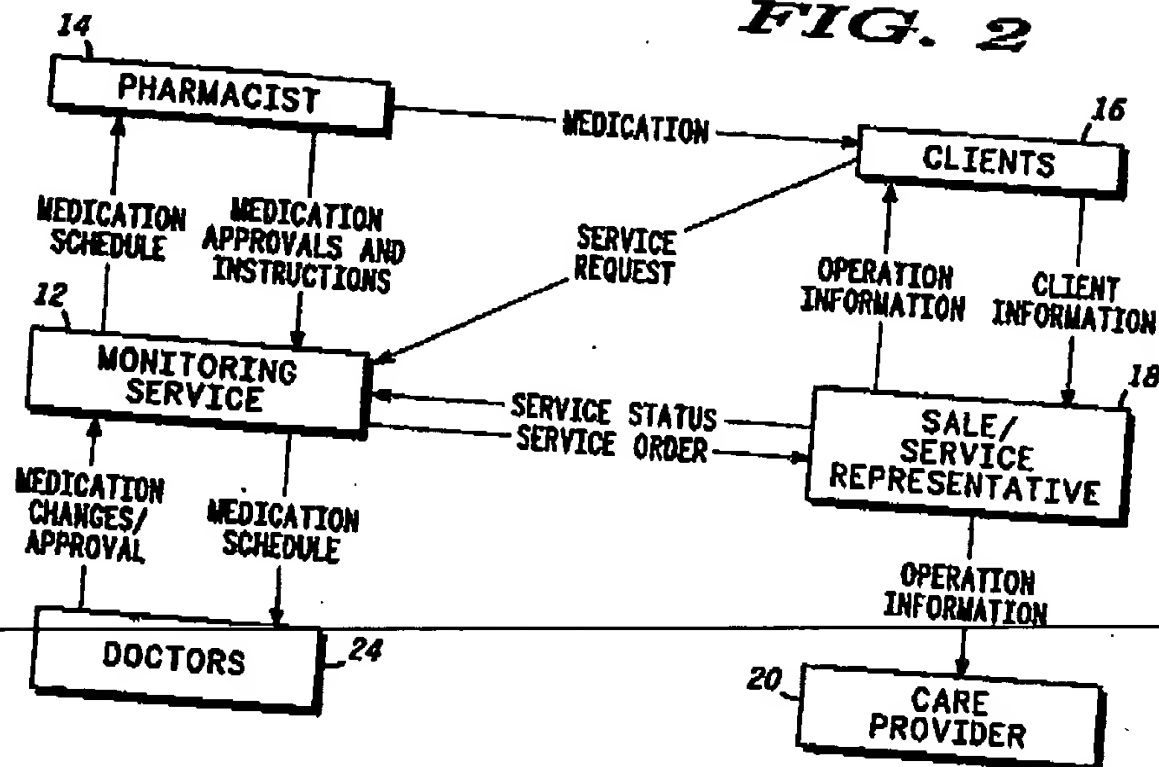 FIG. 2
14
PHARMACIST
MEDICATION
16
CLIENTS
MEDICATION
SCHEDULE
MEDICATION
APPROVALS AND
INSTRUCTIONS
SERVICE
REQUEST
OPERATION
INFORMATION
CLIENT
INFORMATION
12
MONITORING
SERVICE
SERVICE STATUS
SERVICE ORDER
18
SALE/
SERVICE
REPRESENTATIVE
MEDICATION
CHANGES/
APPROVAL
MEDICATION
SCHEDULE
OPERATION
INFORMATION
DOCTORS
24
20
CARE
PROVIDER